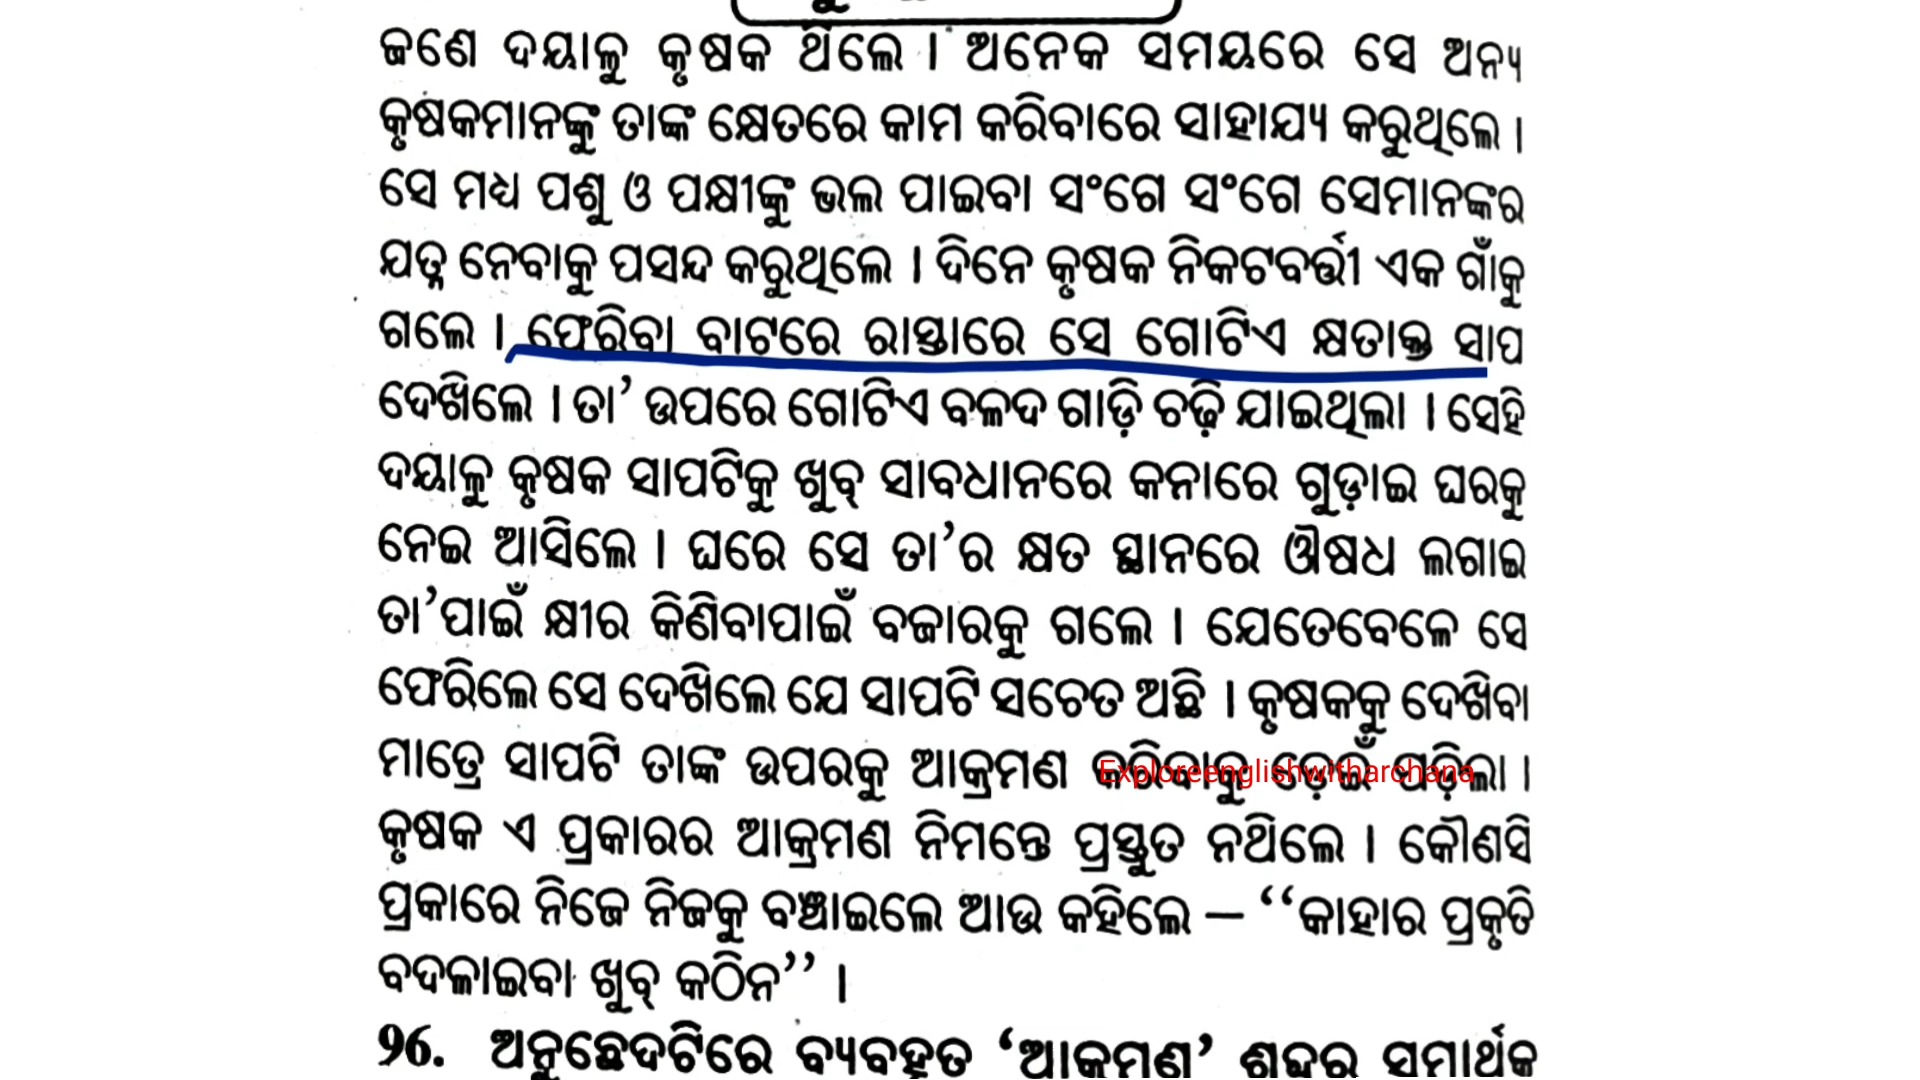 ଜଣେ ଦୟାଳୁ କୃଷକ ଥିଲେ । ଅନେକ ସମୟରେ ସେ ଅନ୍ୟ
କୃଷକମାନଙ୍କୁ ତାଙ୍କ କ୍ଷେତରେ କାମ କରିବାରେ ସାହାଯ୍ୟ କରୁଥିଲେ ।
ସେ ମଧ୍ୟ ପଶୁ ଓ ପକ୍ଷୀଙ୍କୁ ଭଲ ପାଇବା ସଂଗେ ସଂଗେ ସେମାନଙ୍କର
ଯତ୍ନ ନେବାକୁ ପସନ୍ଦ କରୁଥିଲେ । ଦିନେ କୃଷକ ନିକଟବର୍ତ୍ତୀ ଏକ ଗାଁକୁ
ଗଲେ । ଫେରିବା ବାଟରେ ରାସ୍ତାରେ ସେ ଗୋଟିଏ କ୍ଷତାକ୍ତ ସାପ
ଦେଖିଲେ । ତା’ ଉପରେ ଗୋଟିଏ ବଳଦ ଗାଡ଼ି ଚଢ଼ି ଯାଇଥିଲା । ସେହି
ଦୟାଳୁ କୃଷକ ସାପଟିକୁ ଖୁବ୍ ସାବଧାନରେ କନାରେ ଗୁଡ଼ାଇ ଘରକୁ
ନେଇ ଆସିଲେ । ଘରେ ସେ ତା’ର କ୍ଷତ ସ୍ଥାନରେ ଔଷଧ ଲଗାଇ
ତା’ପାଇଁ କ୍ଷୀର କିଣିବାପାଇଁ ବଜାରକୁ ଗଲେ । ଯେତେବେଳେ ସେ
ଫେରିଲେ ସେ ଦେଖିଲେ ଯେ ସାପଟି ସଚେତ ଅଛି । କୃଷକକୁ ଦେଖିବା
ମାତ୍ରେ ସାପଟି ତାଙ୍କ ଉପରକୁ ଆକ୍ରମଣ କରିବାକୁ ଡ଼େଇଁ ପଡ଼ିଲା ।
Exploreenglishwitharchana
କୃଷକ ଏ ପ୍ରକାରର ଆକ୍ରମଣ ନିମନ୍ତେ ପ୍ରସ୍ତୁତ ନଥିଲେ । କୌଣସି
ପ୍ରକାରେ ନିଜେ ନିଜକୁ ବଞ୍ଚାଇଲେ ଆଉ କହିଲେ — ‘‘କାହାର ପ୍ରକୃତି
ବଦଳାଇବା ଖୁବ୍ କଠିନ’’ ।
96. ଅନୁଛେଦଟିରେ ବ୍ୟବହୃତ ‘ଆକ୍ରମଣ’ ଶବ୍ଦର ସମାର୍ଥକ